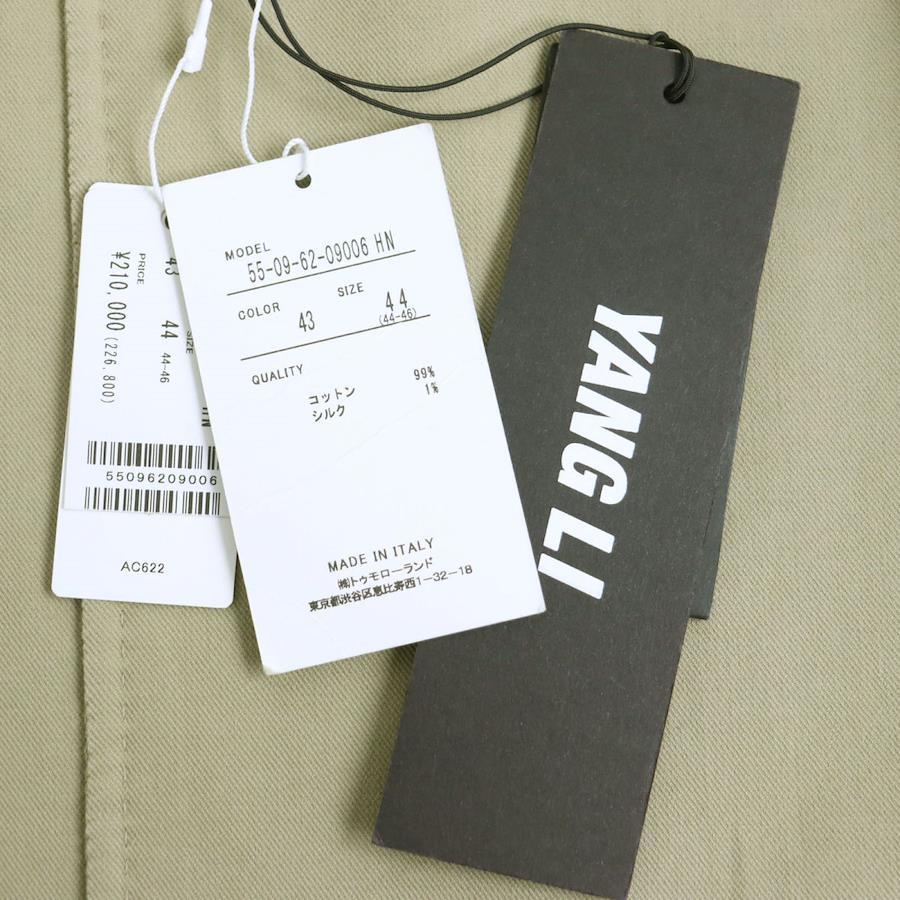 PRICE
¥210,000(226,800)
43
SIZE
44 44-46
HN
55096209006
AC622
MODEL
55-09-62-09006 HN
COLOR SIZE
43 44
(44-46)
QUALITY
コットン 99%
シルク 1%
MADE IN ITALY
㈱トゥモローランド
東京都渋谷区恵比寿西1-32-18
YANG LI